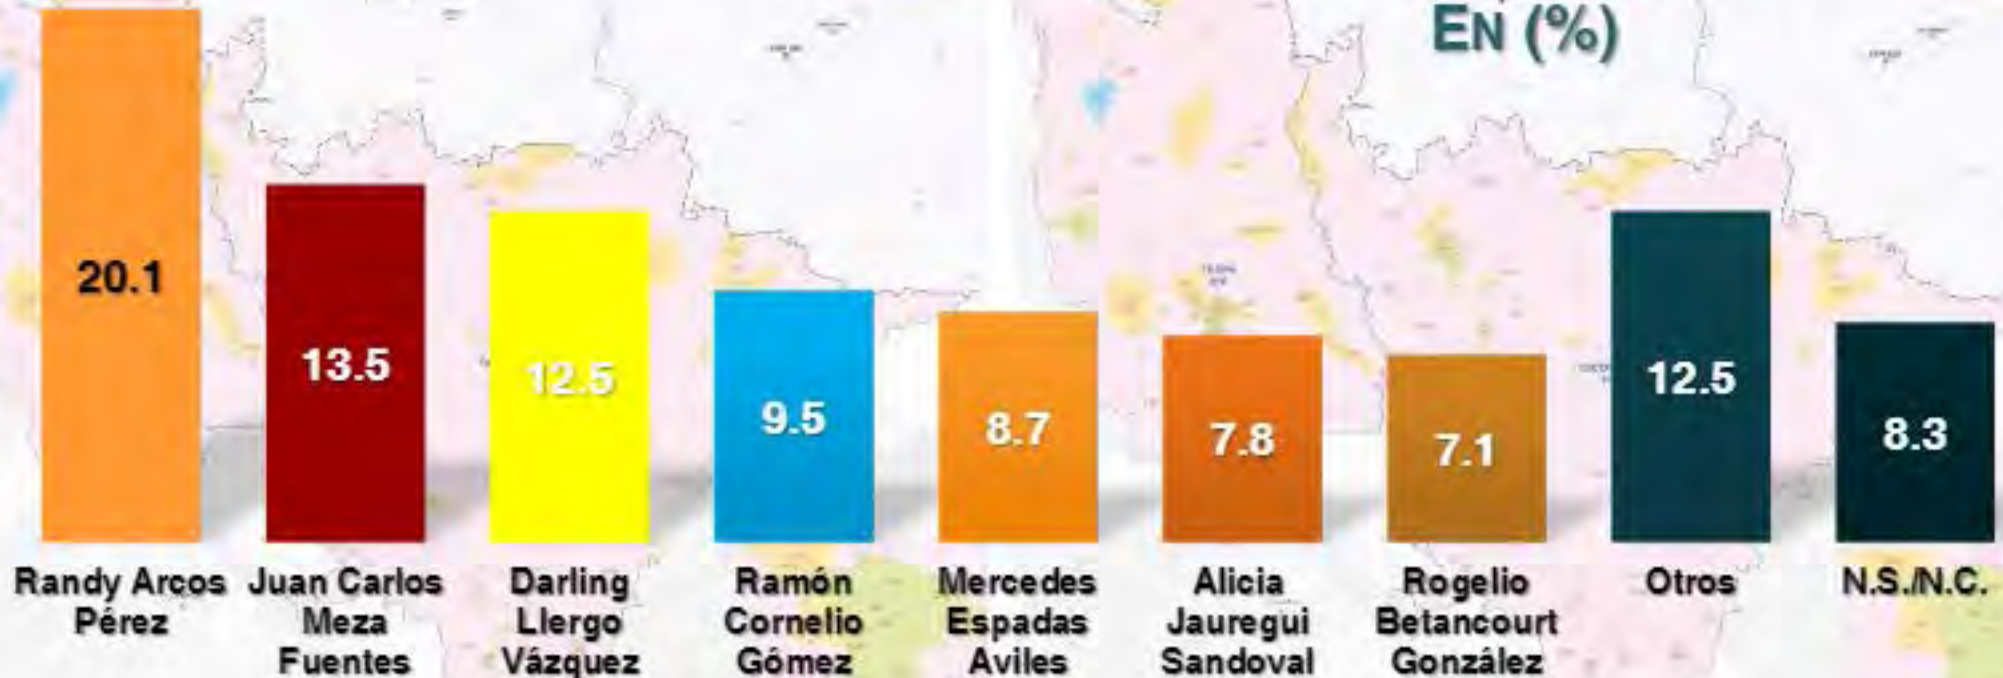 EN (%)
20.1
13.5
12.5
9.5
8.7
7.8
7.1
12.5
8.3
Randy Arcos
Pérez
Juan Carlos
Meza
Fuentes
Darling
Llergo
Vázquez
Ramón
Cornelio
Gómez
Mercedes
Espadas
Aviles
Alicia
Jauregui
Sandoval
Rogelio
Betancourt
González
Otros
N.S./N.C.